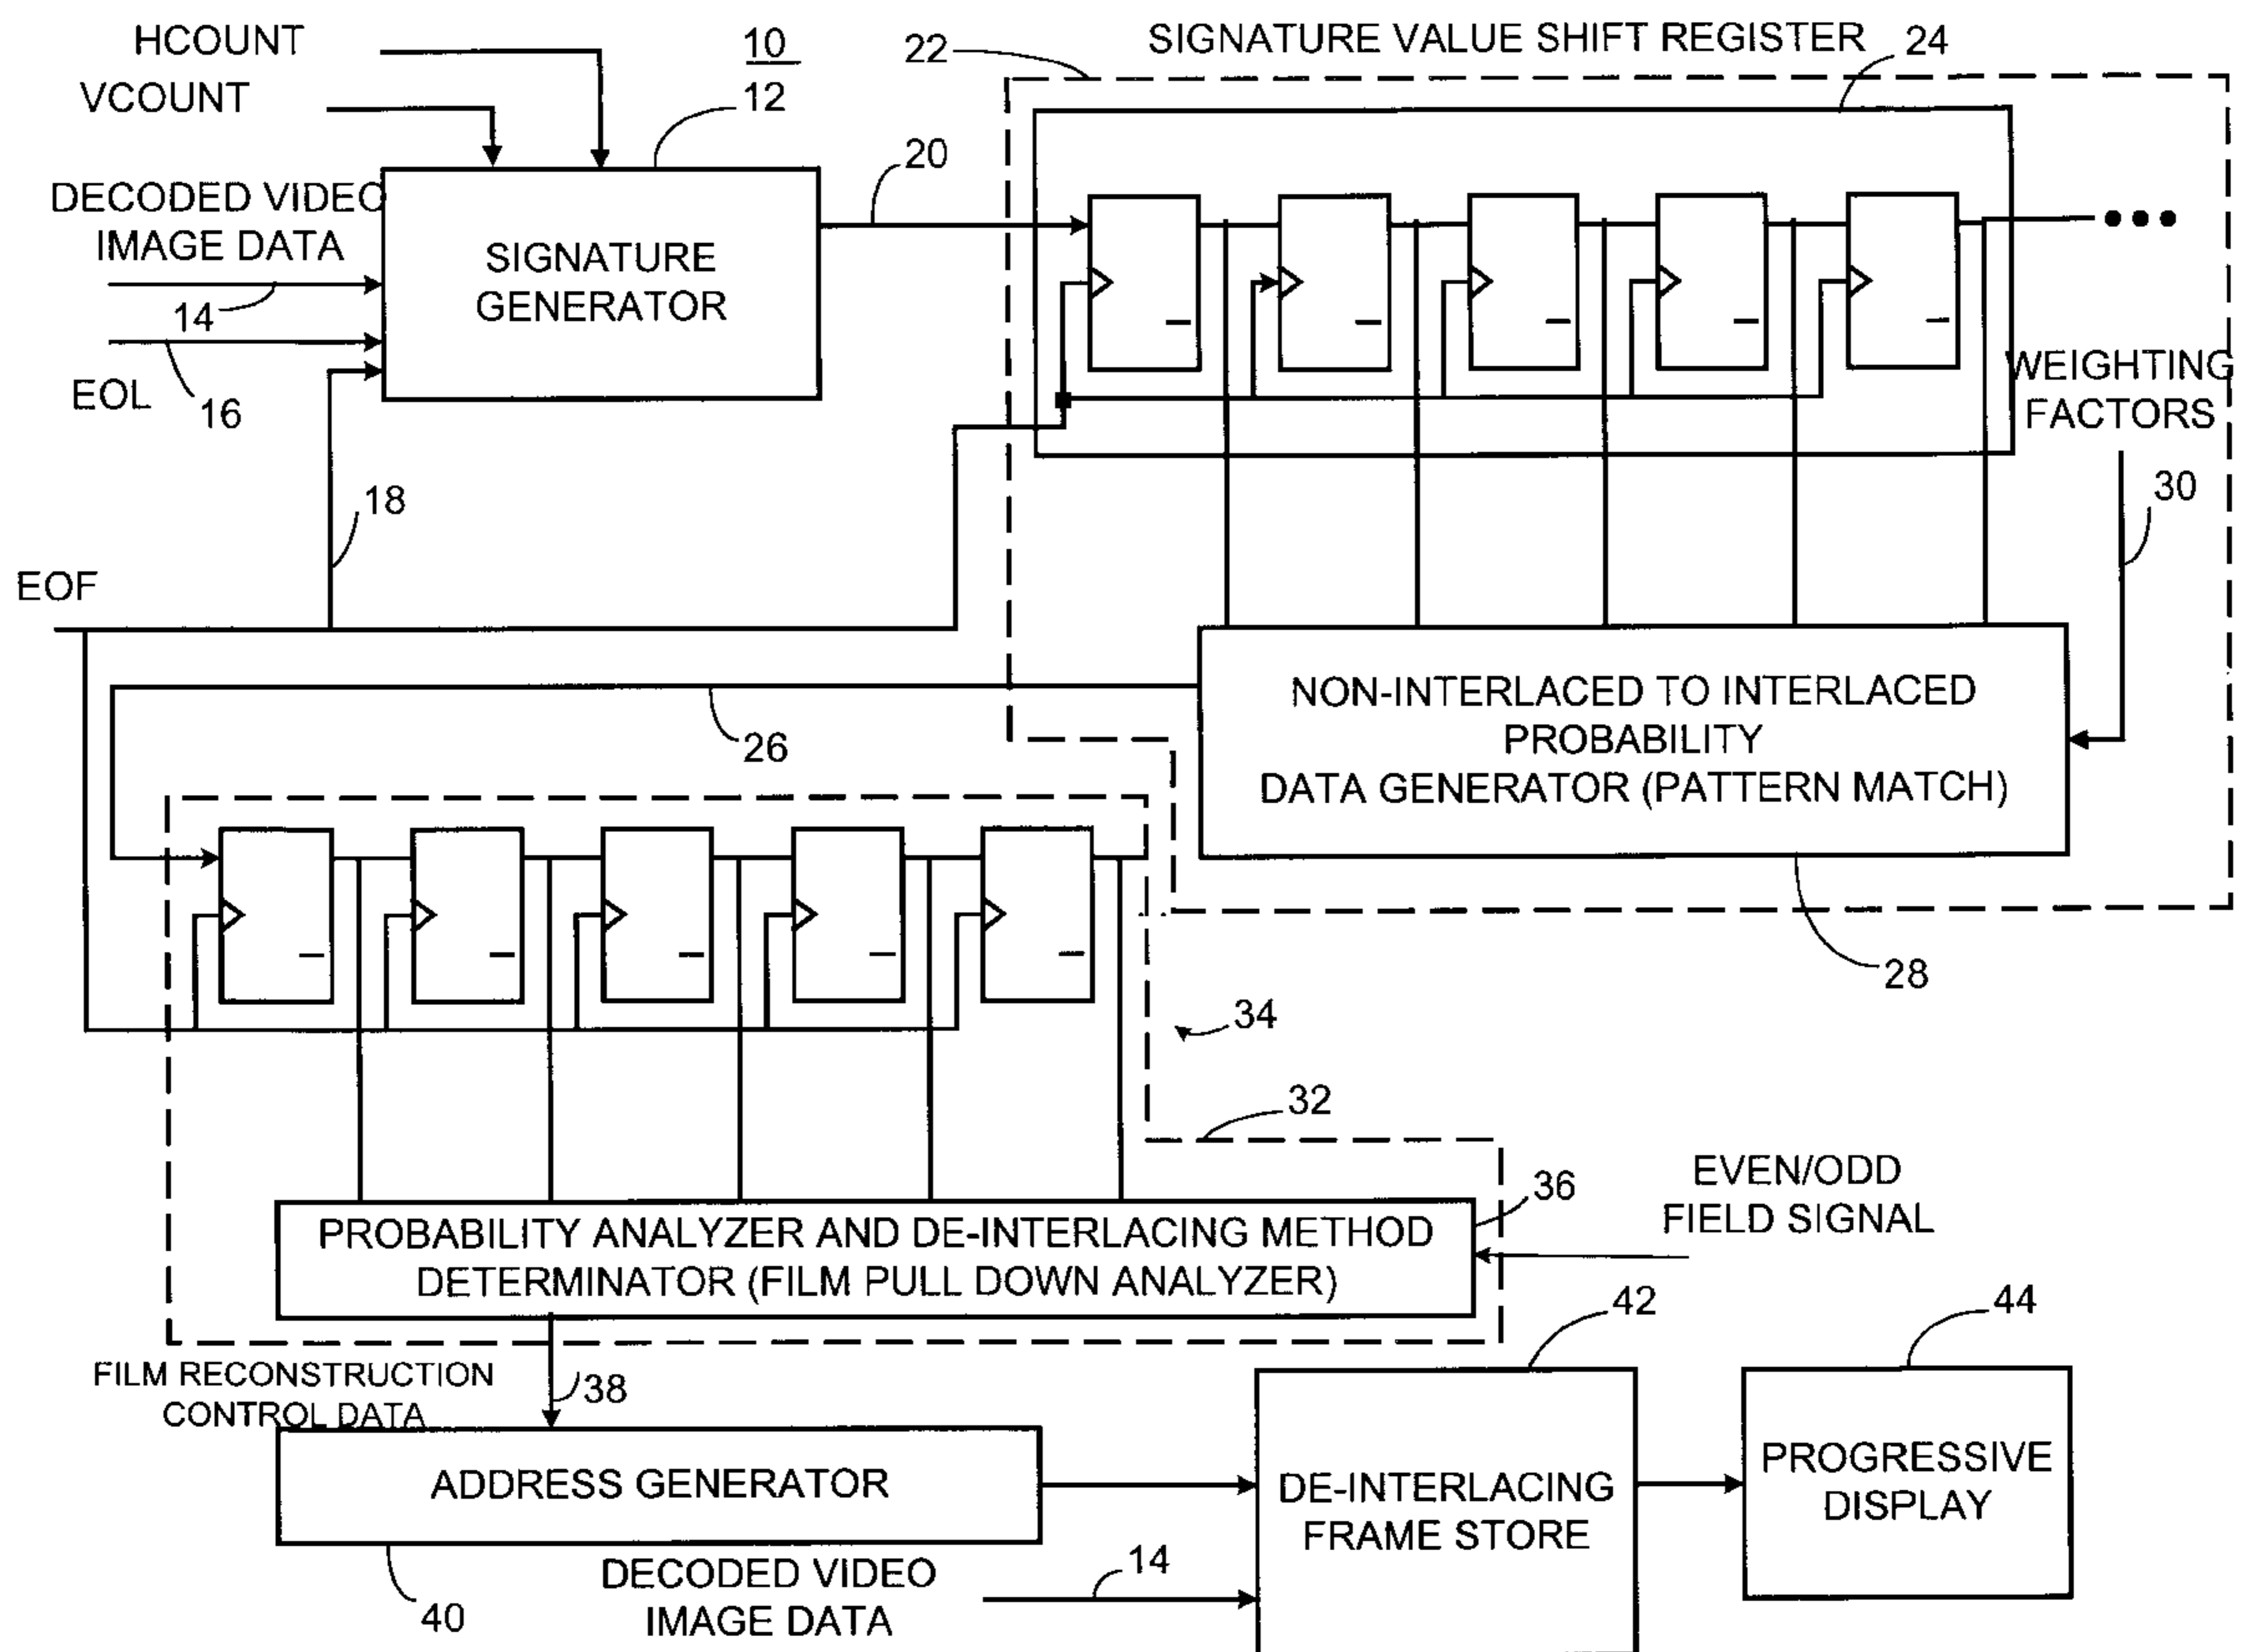 HCOUNT
10
SIGNATURE VALUE SHIFT REGISTER
22
24
VCOUNT
12
20
DECODED VIDEO
IMAGE DATA
SIGNATURE
GENERATOR
14
EOL
16
WEIGHTING
FACTORS
18
30
EOF
NON-INTERLACED TO INTERLACED
PROBABILITY
DATA GENERATOR (PATTERN MATCH)
26
28
34
32
EVEN/ODD
FIELD SIGNAL
36
PROBABILITY ANALYZER AND DE-INTERLACING METHOD
DETERMINATOR (FILM PULL DOWN ANALYZER)
42
44
FILM RECONSTRUCTION
CONTROL DATA
38
ADDRESS GENERATOR
DE-INTERLACING
FRAME STORE
PROGRESSIVE
DISPLAY
40
DECODED VIDEO
IMAGE DATA
14